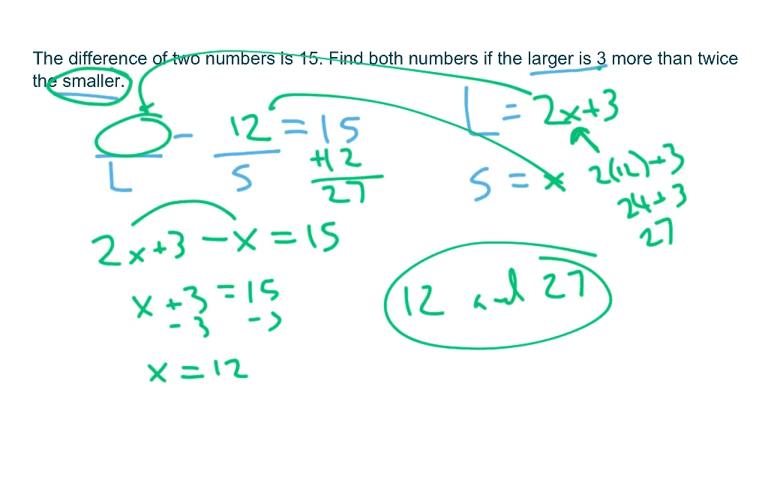 The difference of two numbers is 15. Find both numbers if the larger is 3 more than twice
the smaller.
L = 2x+3
12 = 15
L - S
+12
27
S = x
2(12)+3
24+3
27
2x+3 - x = 15
x + 3 = 15
- 3 - 3
x = 12
12 and 27